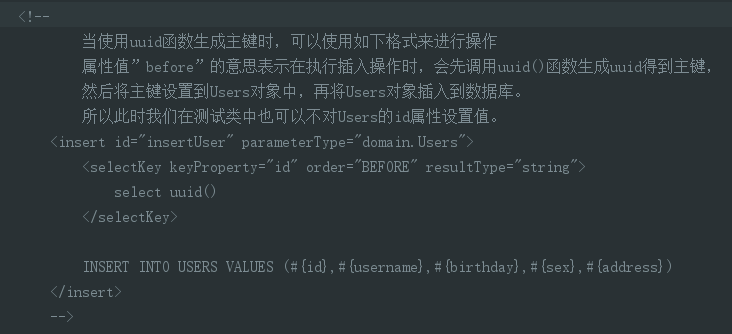 <!--
当使用uuid函数生成主键时，可以使用如下格式来进行操作
属性值”before”的意思表示在执行插入操作时，会先调用uuid()函数生成uuid得到主键，
然后将主键设置到Users对象中，再将Users对象插入到数据库。
所以此时我们在测试类中也可以不对Users的id属性设置值。
<insert id="insertUser" parameterType="domain.Users">
<selectKey keyProperty="id" order="BEFORE" resultType="string">
select uuid()
</selectKey>
INSERT INTO USERS VALUES (#{id},#{username},#{birthday},#{sex},#{address})
</insert>
-->